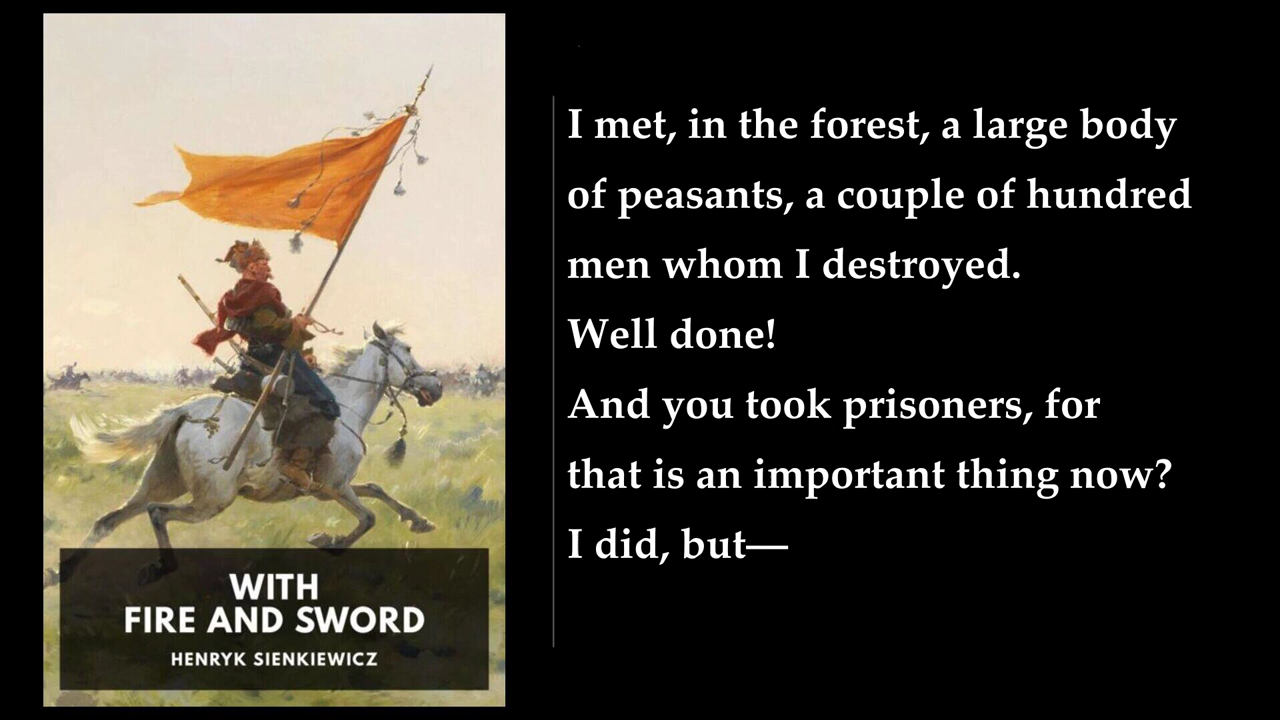 WITH
FIRE AND SWORD
HENRYK SIENKIEWICZ
I met, in the forest, a large body
of peasants, a couple of hundred
men whom I destroyed.
Well done!
And you took prisoners, for
that is an important thing now?
I did, but—